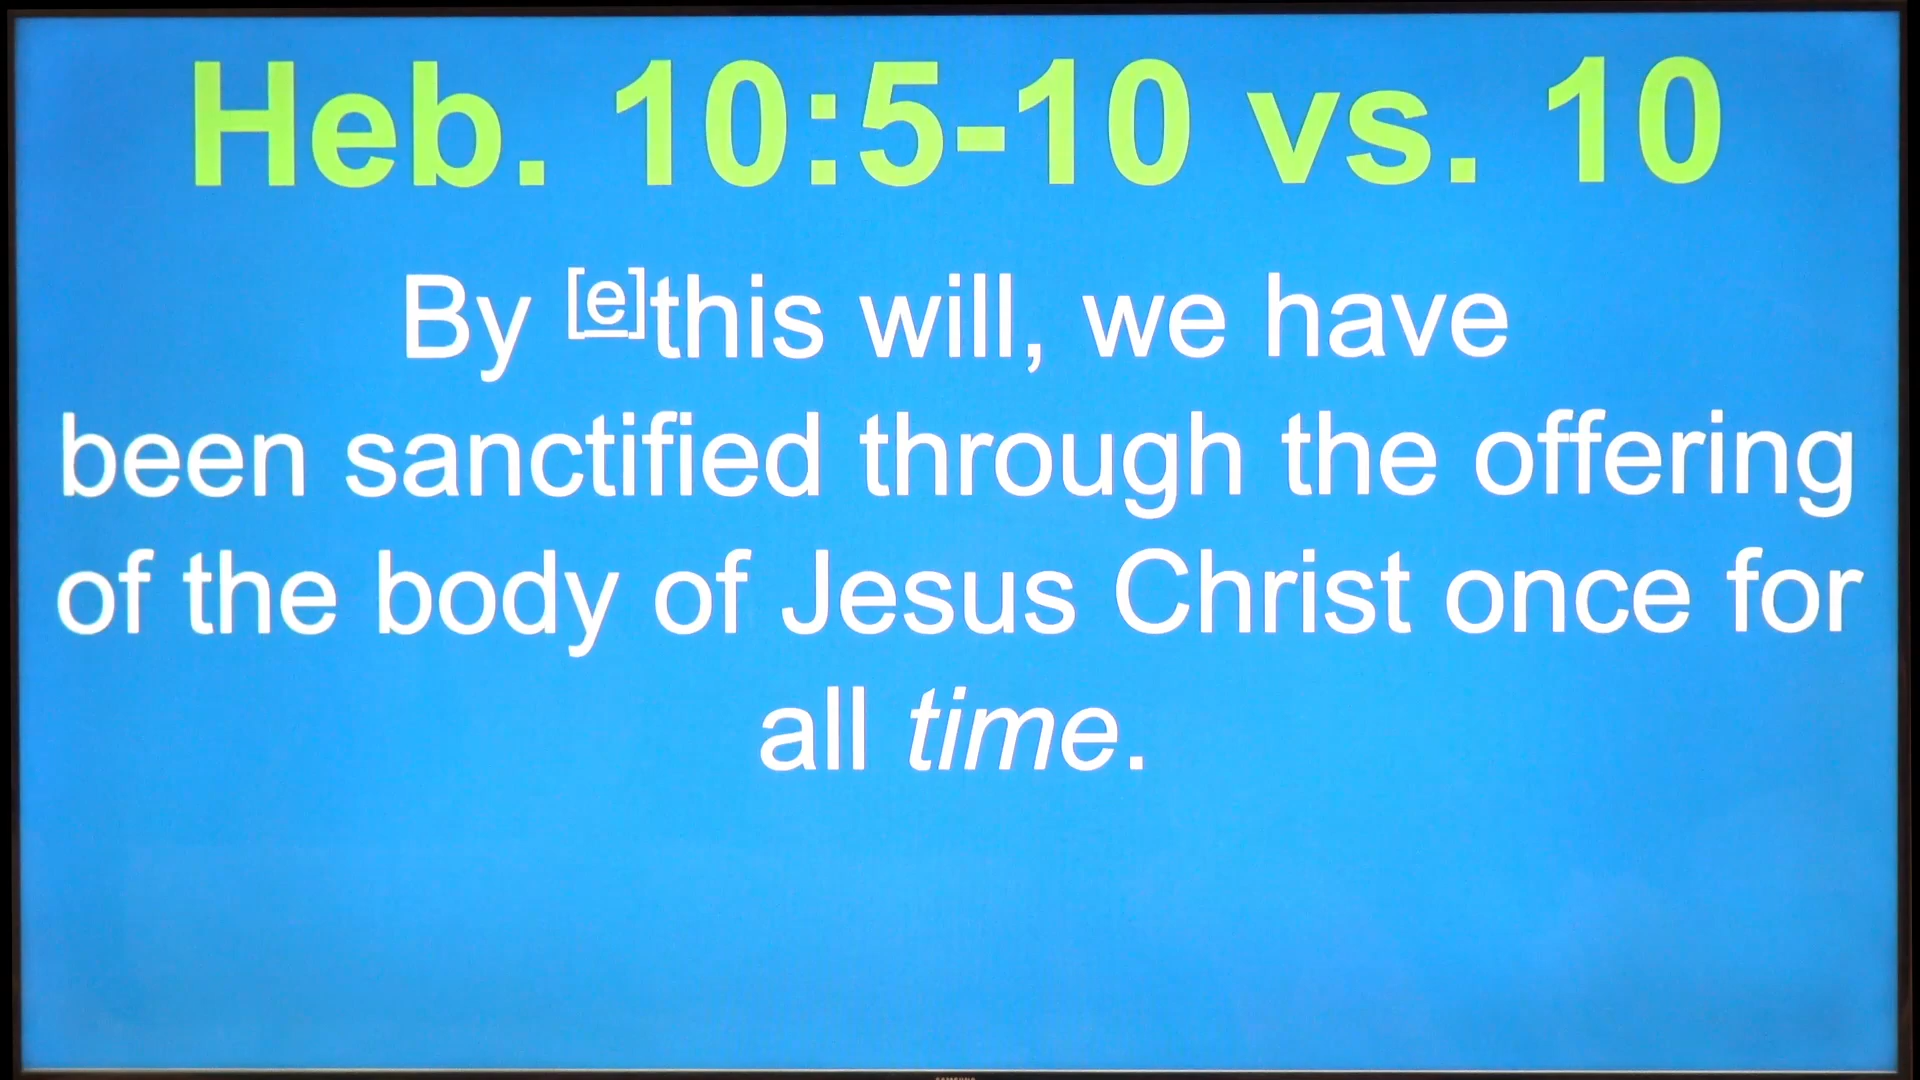 Heb. 10:5-10 vs. 10
By [e]this will, we have
been sanctified through the offering
of the body of Jesus Christ once for
all time.
SAMSUNG